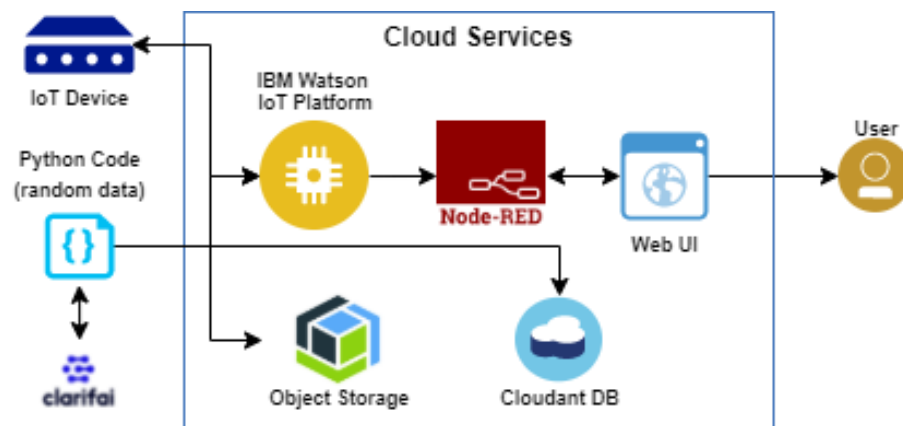 Cloud Services
IoT Device
IBM Watson
IoT Platform
User
Python Code
(random data)
{}
Node-RED
Web UI
clarifai
Object Storage
Cloudant DB